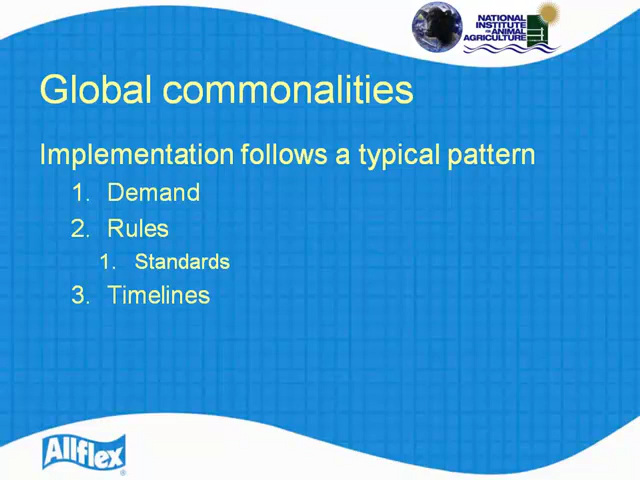 NATIONAL
INSTITUTE
FOR ANIMAL
AGRICULTURE
Global commonalities
Implementation follows a typical pattern
1. Demand
2. Rules
1. Standards
3. Timelines
Allflex
®